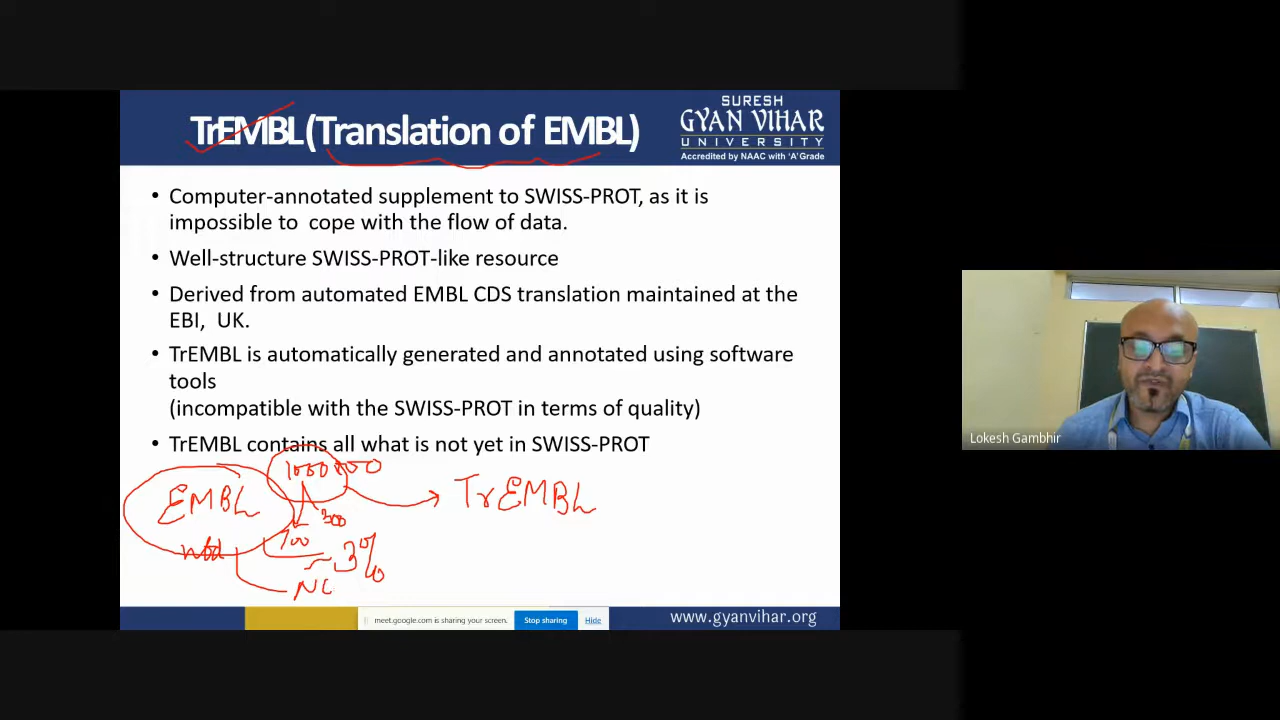 SURESH
GYAN VIHAR
UNIVERSITY
Accredited by NAAC with 'A' Grade
TrEMBL (Translation of EMBL)
• Computer-annotated supplement to SWISS-PROT, as it is
impossible to cope with the flow of data.
• Well-structure SWISS-PROT-like resource
• Derived from automated EMBL CDS translation maintained at the
EBI, UK.
• TrEMBL is automatically generated and annotated using software
tools
(incompatible with the SWISS-PROT in terms of quality)
• TrEMBL contains all what is not yet in SWISS-PROT
EMBL
TrEMBL
300
700
3%
NC
meet.google.com is sharing your screen.
Stop sharing
Hide
www.gyanvihar.org
Lokesh Gambhir